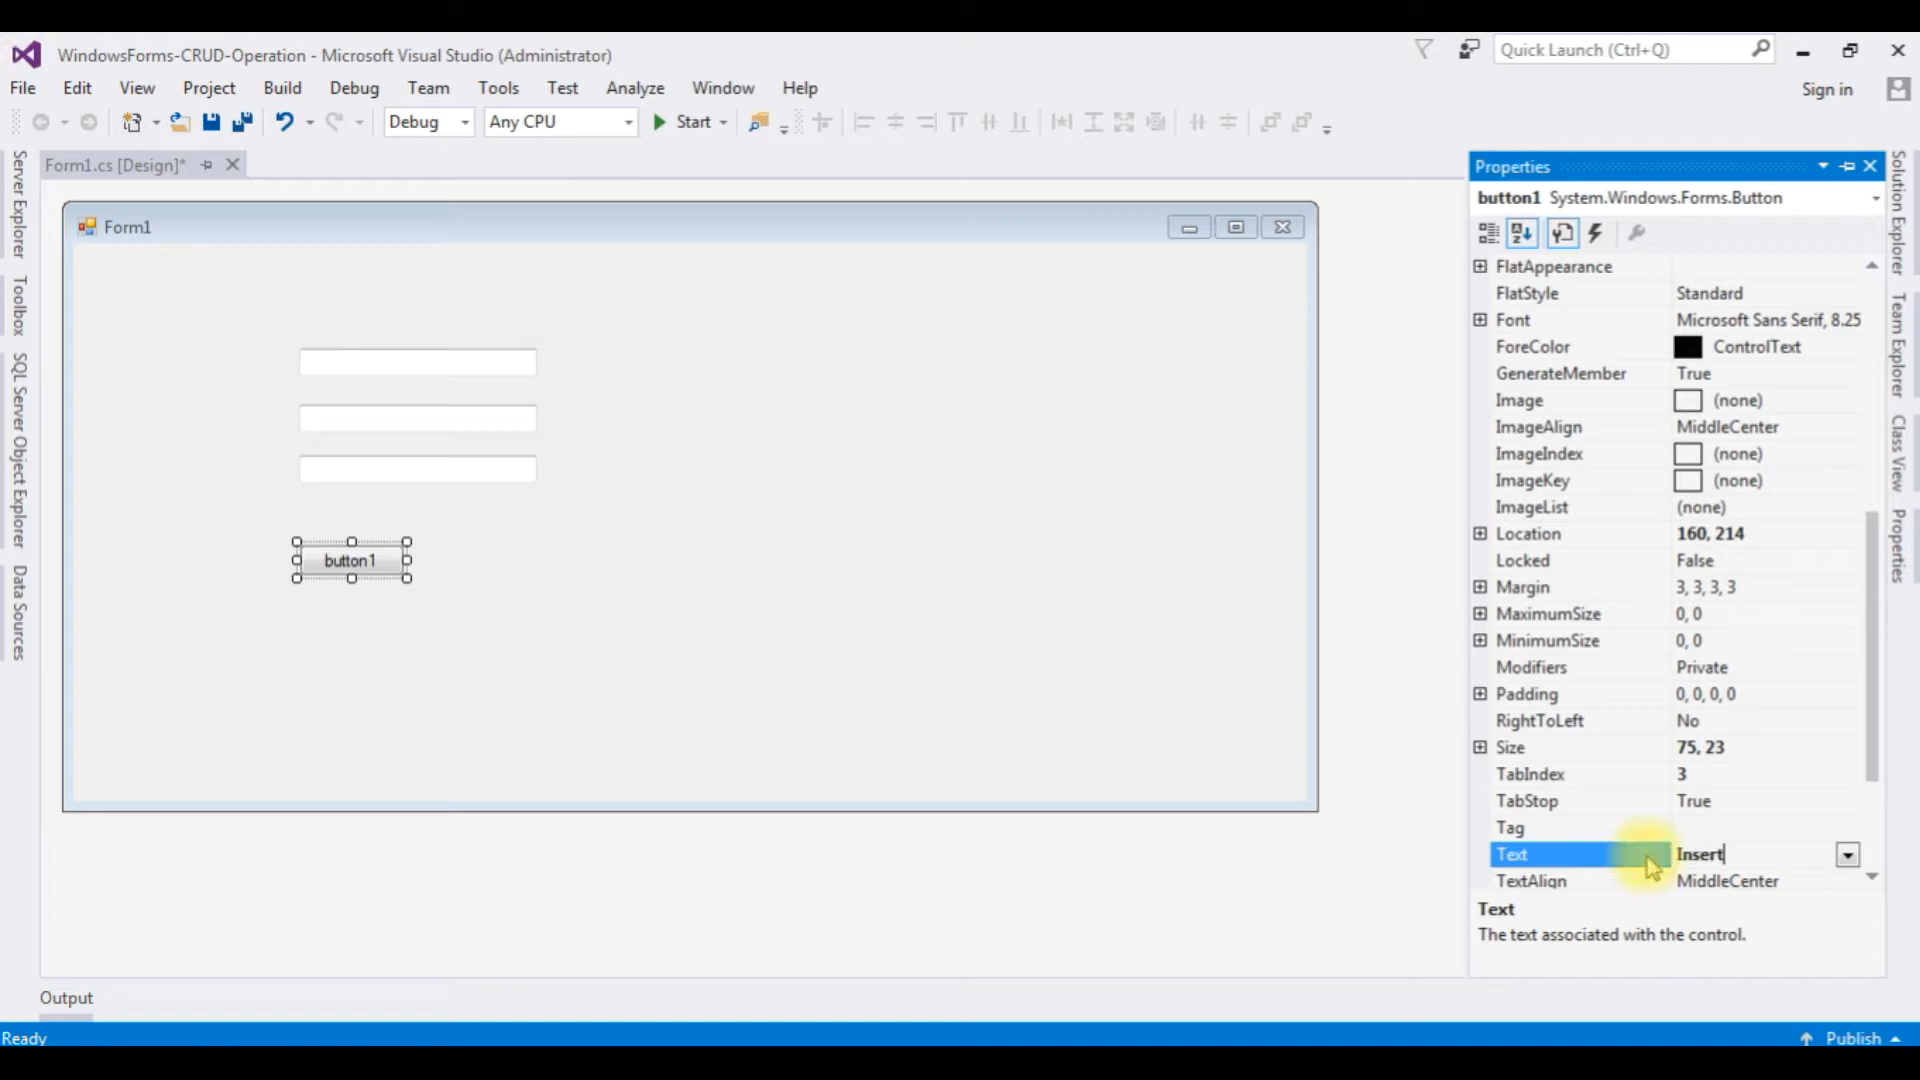 WindowsForms-CRUD-Operation - Microsoft Visual Studio (Administrator)
Quick Launch (Ctrl+Q)
File Edit View Project Build Debug Team Tools Test Analyze Window Help
Sign in
Debug
Any CPU
Start
Server Explorer
Toolbox
SQL Server Object Explorer
Data Sources
Form1.cs [Design]*
Form1
button1
Properties
button1 System.Windows.Forms.Button
FlatAppearance
FlatStyle Standard
Font Microsoft Sans Serif, 8.25
ForeColor ControlText
GenerateMember True
Image (none)
ImageAlign MiddleCenter
ImageIndex (none)
ImageKey (none)
ImageList (none)
Location 160, 214
Locked False
Margin 3, 3, 3, 3
MaximumSize 0, 0
MinimumSize 0, 0
Modifiers Private
Padding 0, 0, 0, 0
RightToLeft No
Size 75, 23
TabIndex 3
TabStop True
Tag
Text Insert
TextAlign MiddleCenter
Text
The text associated with the control.
Solution Explorer
Team Explorer
Class View
Properties
Output
Ready
Publish